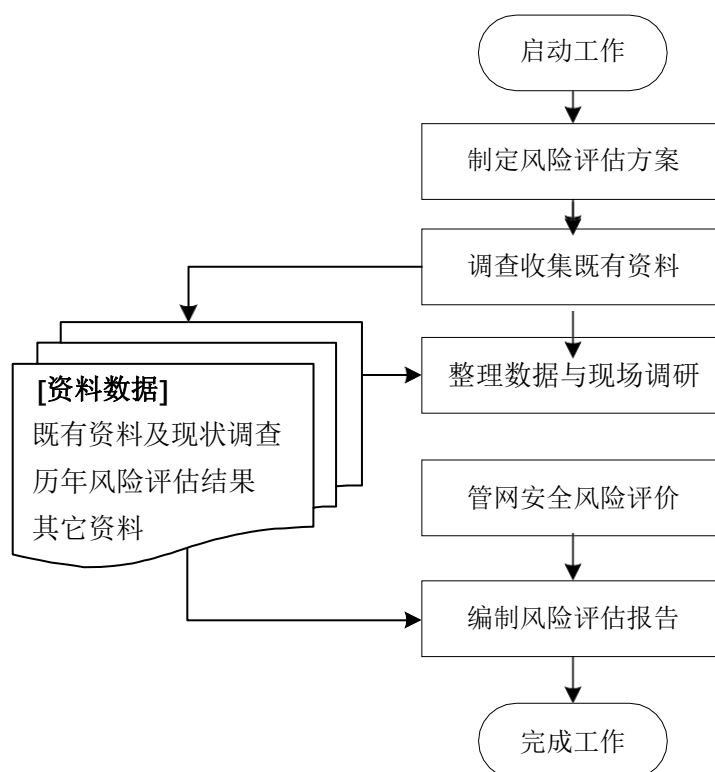 启动工作
制定风险评估方案
调查收集既有资料
整理数据与现场调研
[资料数据]
既有资料及现状调查
历年风险评估结果
其它资料
管网安全风险评价
编制风险评估报告
完成工作